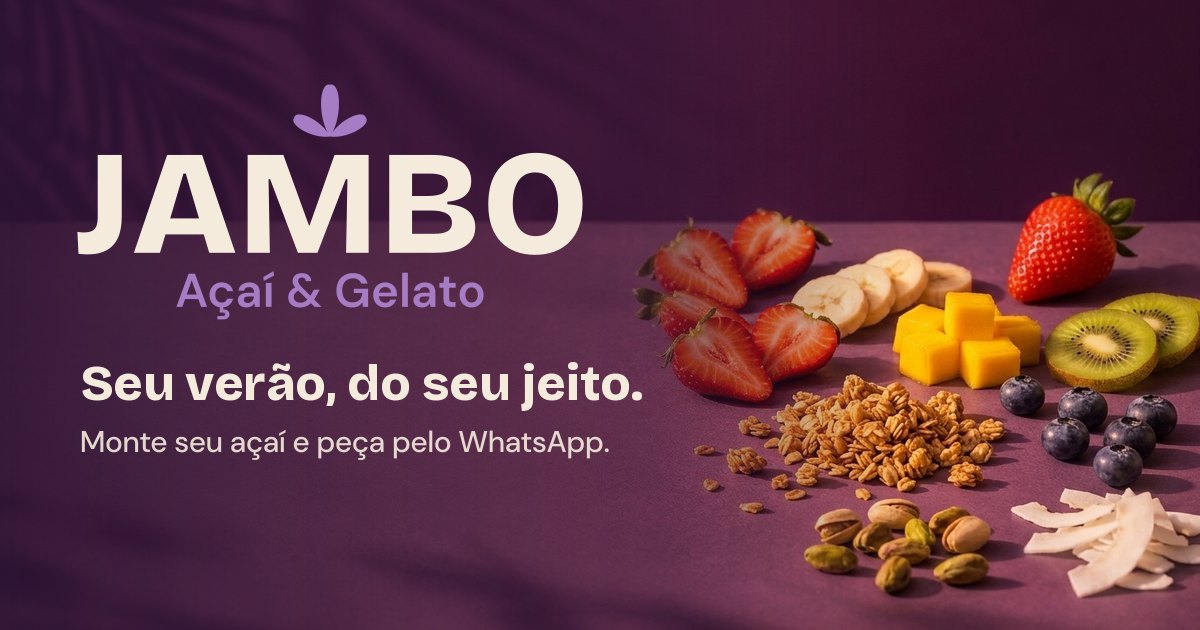 JAMBO
Açaí & Gelato
Seu verão, do seu jeito.
Monte seu açaí e peça pelo WhatsApp.